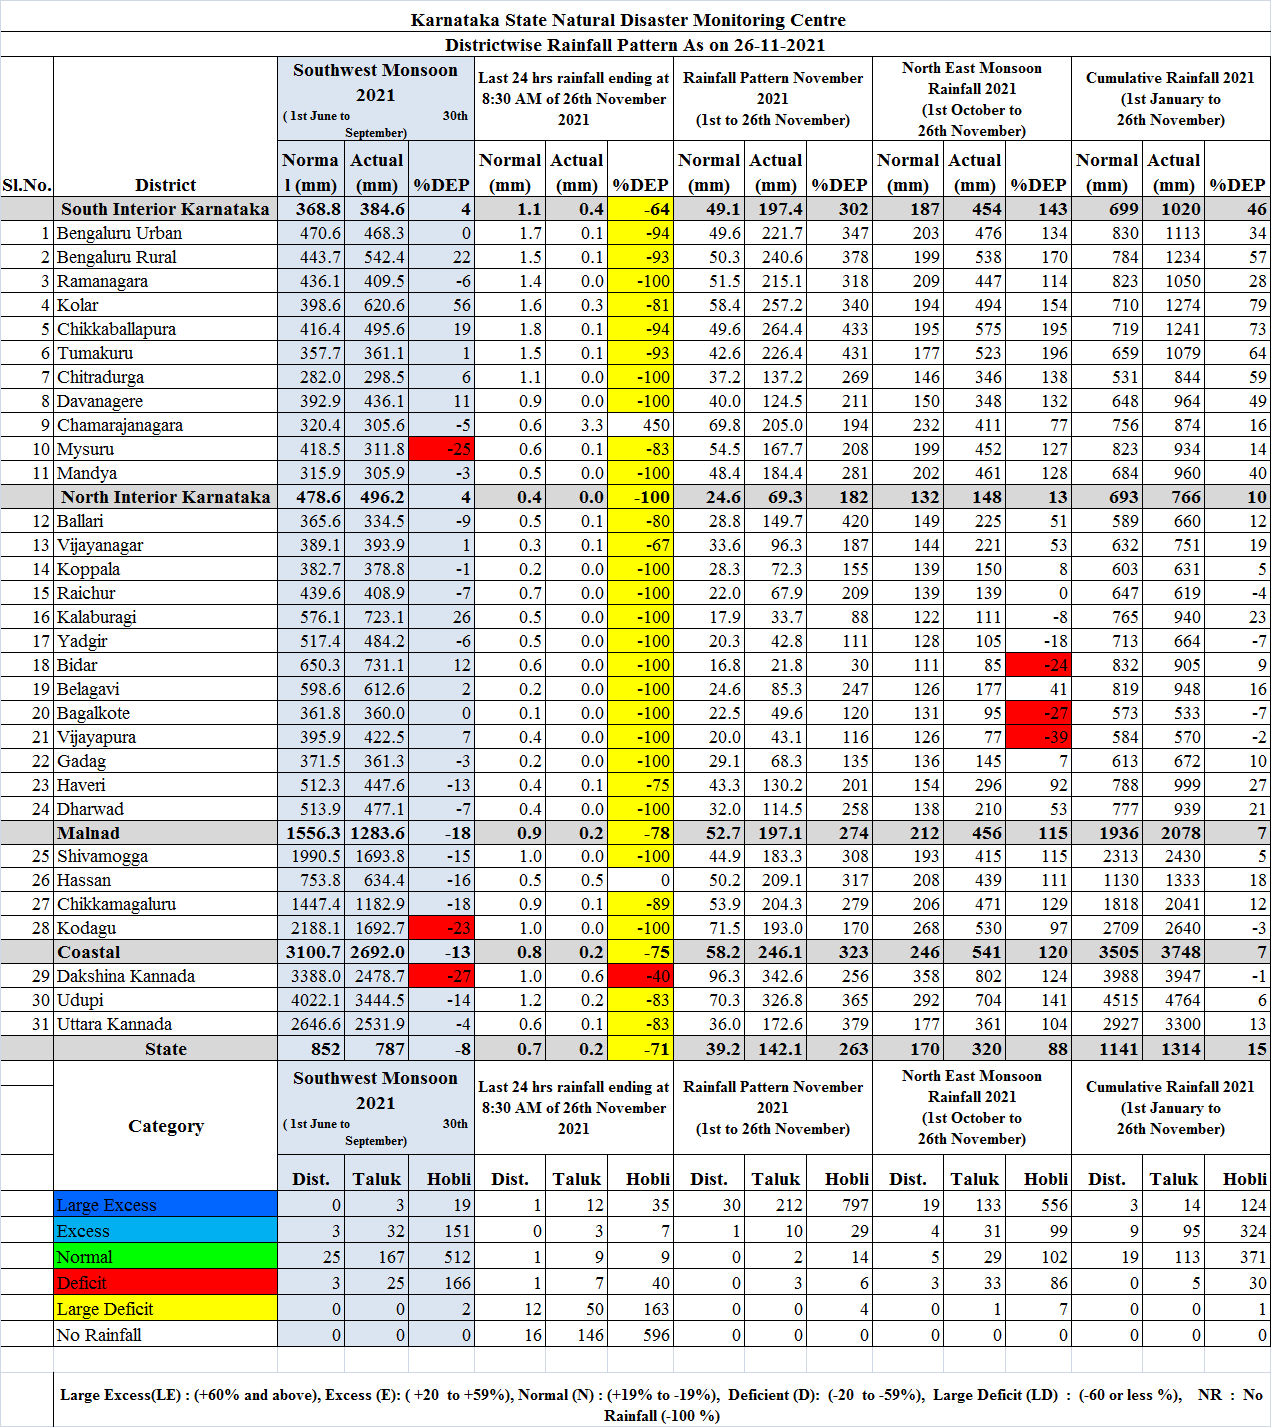 Karnataka State Natural Disaster Monitoring Centre
Districtwise Rainfall Pattern As on 26-11-2021
Sl.No. District
Southwest Monsoon 2021 ( 1st June to 30th September)
Last 24 hrs rainfall ending at 8:30 AM of 26th November 2021
Rainfall Pattern November 2021 (1st to 26th November)
North East Monsoon Rainfall 2021 (1st October to 26th November)
Cumulative Rainfall 2021 (1st January to 26th November)
Normal (mm) Actual (mm) %DEP Normal (mm) Actual (mm) %DEP Normal (mm) Actual (mm) %DEP Normal (mm) Actual (mm) %DEP Normal (mm) Actual (mm) %DEP
South Interior Karnataka 368.8 384.6 4 1.1 0.4 -64 49.1 197.4 302 187 454 143 699 1020 46
1 Bengaluru Urban 470.6 468.3 0 1.7 0.1 -94 49.6 221.7 347 203 476 134 830 1113 34
2 Bengaluru Rural 443.7 542.4 22 1.5 0.1 -93 50.3 240.6 378 199 538 170 784 1234 57
3 Ramanagara 436.1 409.5 -6 1.4 0.0 -100 51.5 215.1 318 209 447 114 823 1050 28
4 Kolar 398.6 620.6 56 1.6 0.3 -81 58.4 257.2 340 194 494 154 710 1274 79
5 Chikkaballapura 416.4 495.6 19 1.8 0.1 -94 49.6 264.4 433 195 575 195 719 1241 73
6 Tumakuru 357.7 361.1 1 1.5 0.1 -93 42.6 226.4 431 177 523 196 659 1079 64
7 Chitradurga 282.0 298.5 6 1.1 0.0 -100 37.2 137.2 269 146 346 138 531 844 59
8 Davanagere 392.9 436.1 11 0.9 0.0 -100 40.0 124.5 211 150 348 132 648 964 49
9 Chamarajanagara 320.4 305.6 -5 0.6 3.3 450 69.8 205.0 194 232 411 77 756 874 16
10 Mysuru 418.5 311.8 -25 0.6 0.1 -83 54.5 167.7 208 199 452 127 823 934 14
11 Mandya 315.9 305.9 -3 0.5 0.0 -100 48.4 184.4 281 202 461 128 684 960 40
North Interior Karnataka 478.6 496.2 4 0.4 0.0 -100 24.6 69.3 182 132 148 13 693 766 10
12 Ballari 365.6 334.5 -9 0.5 0.1 -80 28.8 149.7 420 149 225 51 589 660 12
13 Vijayanagar 389.1 393.9 1 0.3 0.1 -67 33.6 96.3 187 144 221 53 632 751 19
14 Koppala 382.7 378.8 -1 0.2 0.0 -100 28.3 72.3 155 139 150 8 603 631 5
15 Raichur 439.6 408.9 -7 0.7 0.0 -100 22.0 67.9 209 139 139 0 647 619 -4
16 Kalaburagi 576.1 723.1 26 0.5 0.0 -100 17.9 33.7 88 122 111 -8 765 940 23
17 Yadgir 517.4 484.2 -6 0.5 0.0 -100 20.3 42.8 111 128 105 -18 713 664 -7
18 Bidar 650.3 731.1 12 0.6 0.0 -100 16.8 21.8 30 111 85 -24 832 905 9
19 Belagavi 598.6 612.6 2 0.2 0.0 -100 24.6 85.3 247 126 177 41 819 948 16
20 Bagalkote 361.8 360.0 0 0.1 0.0 -100 22.5 49.6 120 131 95 -27 573 533 -7
21 Vijayapura 395.9 422.5 7 0.4 0.0 -100 20.0 43.1 116 126 77 -39 584 570 -2
22 Gadag 371.5 361.3 -3 0.2 0.0 -100 29.1 68.3 135 136 145 7 613 672 10
23 Haveri 512.3 447.6 -13 0.4 0.1 -75 43.3 130.2 201 154 296 92 788 999 27
24 Dharwad 513.9 477.1 -7 0.4 0.0 -100 32.0 114.5 258 138 210 53 777 939 21
Malnad 1556.3 1283.6 -18 0.9 0.2 -78 52.7 197.1 274 212 456 115 1936 2078 7
25 Shivamogga 1990.5 1693.8 -15 1.0 0.0 -100 44.9 183.3 308 193 415 115 2313 2430 5
26 Hassan 753.8 634.4 -16 0.5 0.5 0 50.2 209.1 317 208 439 111 1130 1333 18
27 Chikkamagaluru 1447.4 1182.9 -18 0.9 0.1 -89 53.9 204.3 279 206 471 129 1818 2041 12
28 Kodagu 2188.1 1692.7 -23 1.0 0.0 -100 71.5 193.0 170 268 530 97 2709 2640 -3
Coastal 3100.7 2692.0 -13 0.8 0.2 -75 58.2 246.1 323 246 541 120 3505 3748 7
29 Dakshina Kannada 3388.0 2478.7 -27 1.0 0.6 -40 96.3 342.6 256 358 802 124 3988 3947 -1
30 Udupi 4022.1 3444.5 -14 1.2 0.2 -83 70.3 326.8 365 292 704 141 4515 4764 6
31 Uttara Kannada 2646.6 2531.9 -4 0.6 0.1 -83 36.0 172.6 379 177 361 104 2927 3300 13
State 852 787 -8 0.7 0.2 -71 39.2 142.1 263 170 320 88 1141 1314 15
Category
Southwest Monsoon 2021 ( 1st June to 30th September)
Last 24 hrs rainfall ending at 8:30 AM of 26th November 2021
Rainfall Pattern November 2021 (1st to 26th November)
North East Monsoon Rainfall 2021 (1st October to 26th November)
Cumulative Rainfall 2021 (1st January to 26th November)
Dist. Taluk Hobli Dist. Taluk Hobli Dist. Taluk Hobli Dist. Taluk Hobli Dist. Taluk Hobli
Large Excess 0 3 19 1 12 35 30 212 797 19 133 556 3 14 124
Excess 3 32 151 0 3 7 1 10 29 4 31 99 9 95 324
Normal 25 167 512 1 9 9 0 2 14 5 29 102 19 113 371
Deficit 3 25 166 1 7 40 0 3 6 3 33 86 0 5 30
Large Deficit 0 0 2 12 50 163 0 0 4 0 1 7 0 0 1
No Rainfall 0 0 0 16 146 596 0 0 0 0 0 0 0 0 0
Large Excess(LE) : (+60% and above), Excess (E): ( +20 to +59%), Normal (N) : (+19% to -19%), Deficient (D): (-20 to -59%), Large Deficit (LD) : (-60 or less %), NR : No
Rainfall (-100 %)